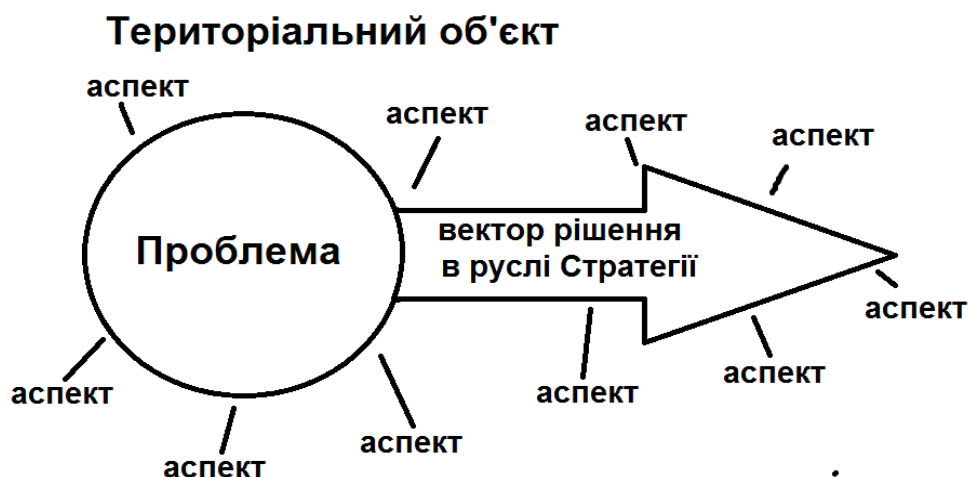 Територіальний об'єкт
аспект
аспект
аспект
аспект
Проблема
вектор рішення
в руслі Стратегії
аспект
аспект
аспект
аспект
аспект
аспект